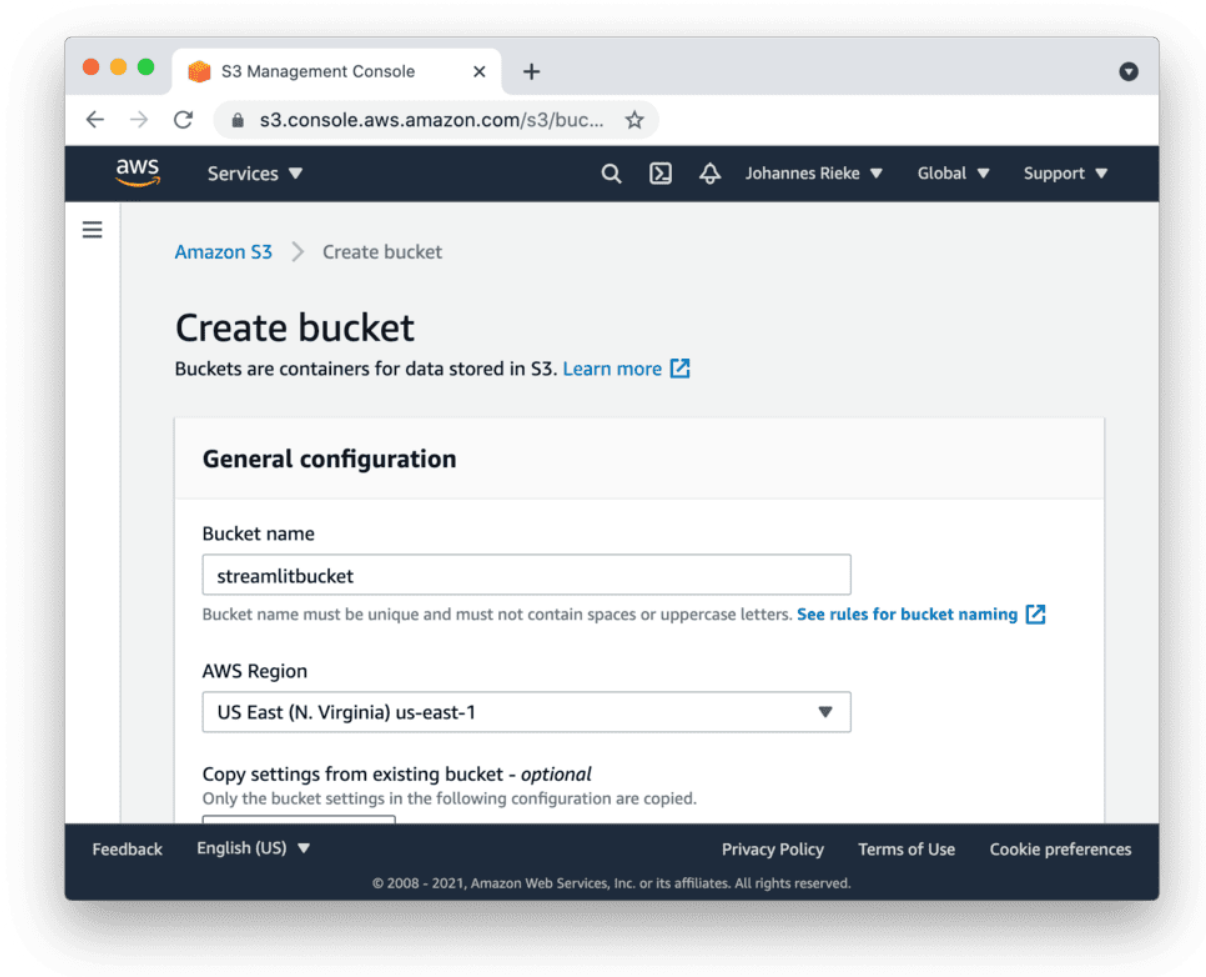 S3 Management Console
s3.console.aws.amazon.com/s3/buc...
aws Services Johannes Rieke Global Support
Amazon S3 Create bucket
Create bucket
Buckets are containers for data stored in S3. Learn more
General configuration
Bucket name
streamlitbucket
Bucket name must be unique and must not contain spaces or uppercase letters. See rules for bucket naming
AWS Region
US East (N. Virginia) us-east-1
Copy settings from existing bucket - optional
Only the bucket settings in the following configuration are copied.
Feedback English (US) Privacy Policy Terms of Use Cookie preferences
© 2008 - 2021, Amazon Web Services, Inc. or its affiliates. All rights reserved.